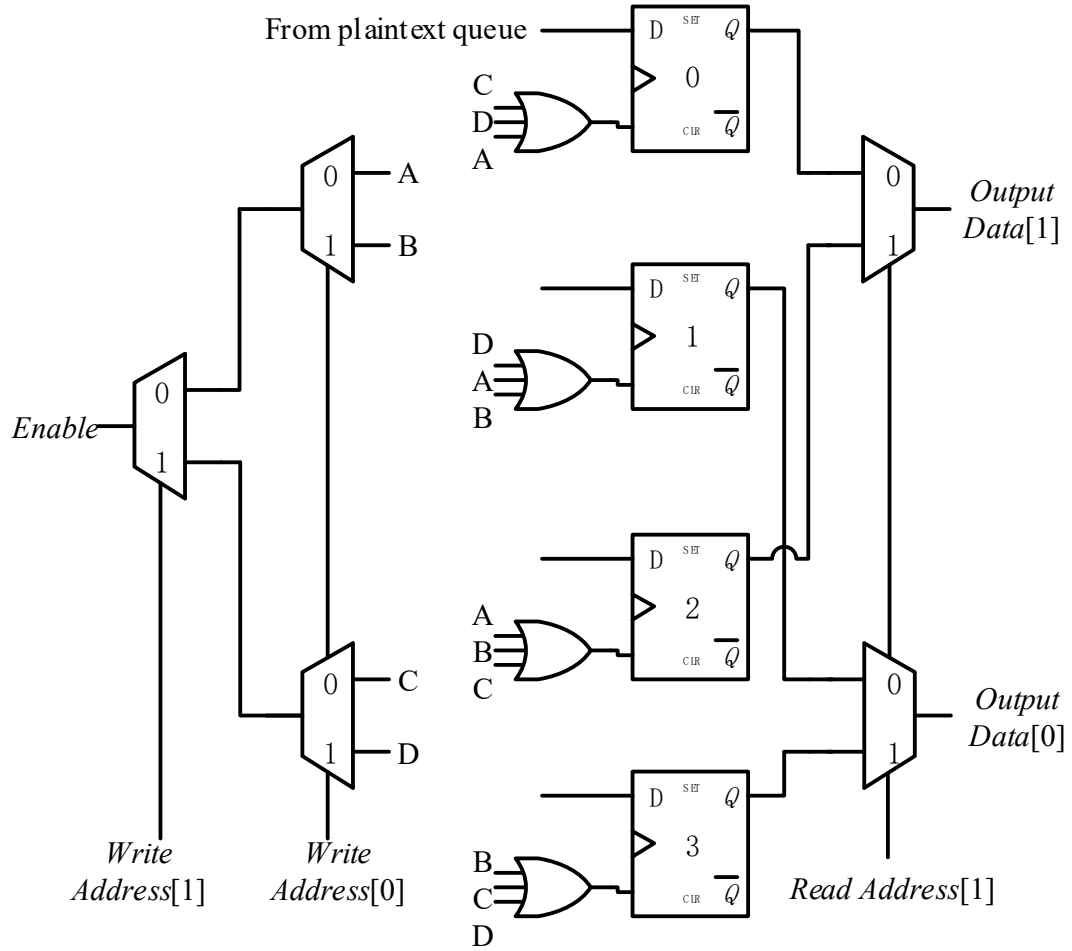 From plaintext queue
D SET Q
0
CLR Q
C
D
A
0
1
A
B
0
1
Output
Data[1]
D SET Q
1
CLR Q
D
A
B
0
1
Enable
D SET Q
2
CLR Q
A
B
C
0
1
C
D
0
1
Output
Data[0]
D SET Q
3
CLR Q
B
C
D
Write
Address[1]
Write
Address[0]
Read Address[1]